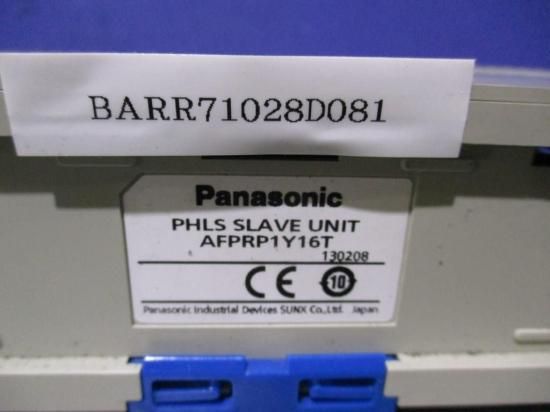 BARR71028D081
Panasonic
PHLS SLAVE UNIT
AFPRP1Y16T
130208
CE 10
Panasonic Industrial Devices SUNX Co., Ltd. Japan